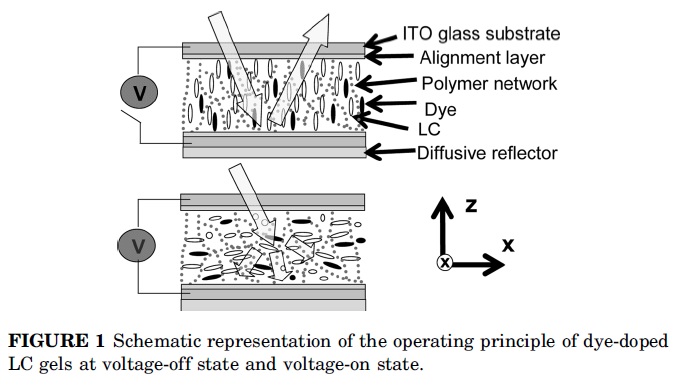 ITO glass substrate
Alignment layer
Polymer network
V
Dye
LC
Diffusive reflector
V
z
x
x
FIGURE 1 Schematic representation of the operating principle of dye-doped
LC gels at voltage-off state and voltage-on state.